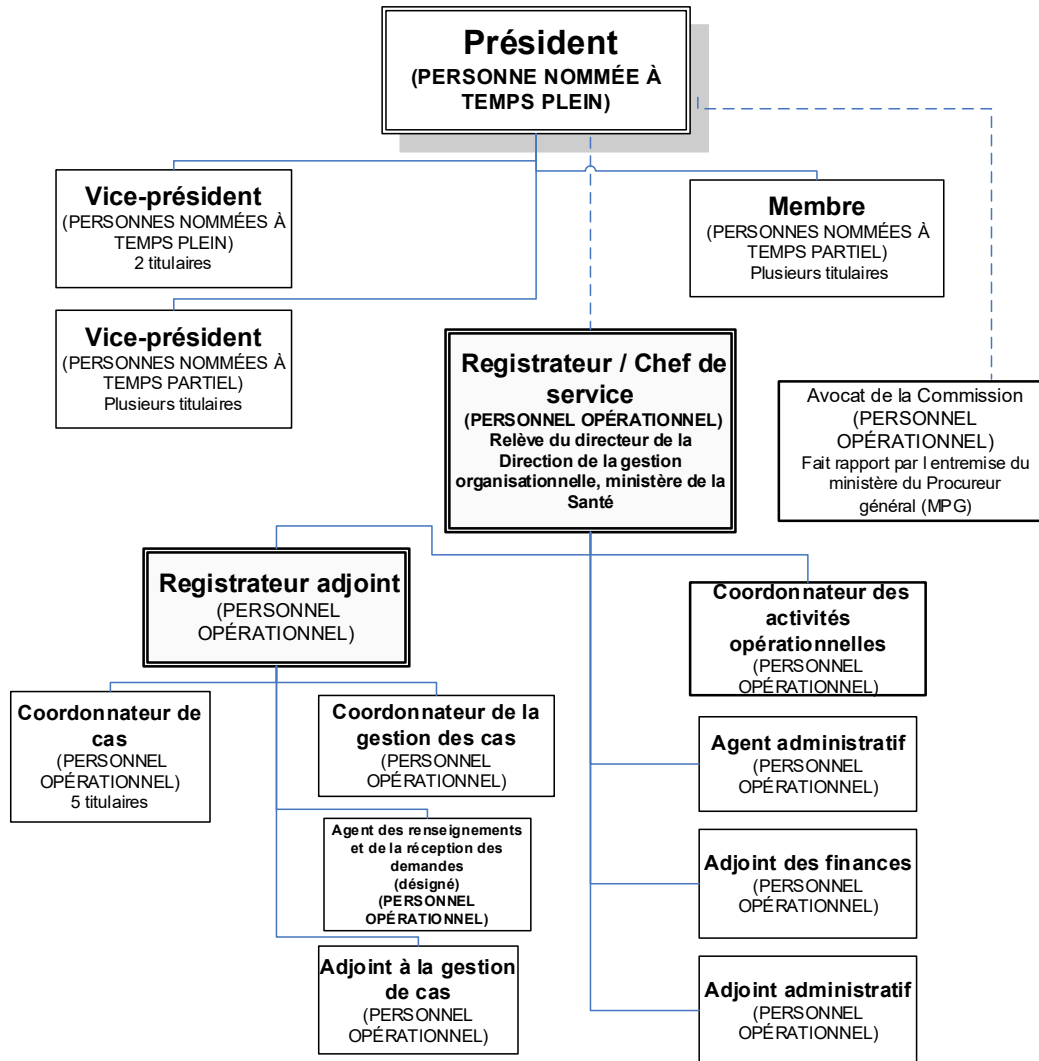 Président
(PERSONNE NOMMÉE À
TEMPS PLEIN)
Vice-président
(PERSONNES NOMMÉES À
TEMPS PLEIN)
2 titulaires
Membre
(PERSONNES NOMMÉES À
TEMPS PARTIEL)
Plusieurs titulaires
Vice-président
(PERSONNES NOMMÉES À
TEMPS PARTIEL)
Plusieurs titulaires
Registrateur / Chef de
service
(PERSONNEL OPÉRATIONNEL)
Relève du directeur de la
Direction de la gestion
organisationnelle, ministère de la
Santé
Avocat de la Commission
(PERSONNEL
OPÉRATIONNEL)
Fait rapport par l entremise du
ministère du Procureur
général (MPG)
Registrateur adjoint
(PERSONNEL
OPÉRATIONNEL)
Coordonnateur des
activités
opérationnelles
(PERSONNEL
OPÉRATIONNEL)
Coordonnateur de
cas
(PERSONNEL
OPÉRATIONNEL)
5 titulaires
Coordonnateur de la
gestion des cas
(PERSONNEL
OPÉRATIONNEL)
Agent administratif
(PERSONNEL
OPÉRATIONNEL)
Agent des renseignements
et de la réception des
demandes
(désigné)
(PERSONNEL
OPÉRATIONNEL)
Adjoint des finances
(PERSONNEL
OPÉRATIONNEL)
Adjoint à la gestion
de cas
(PERSONNEL
OPÉRATIONNEL)
Adjoint administratif
(PERSONNEL
OPÉRATIONNEL)